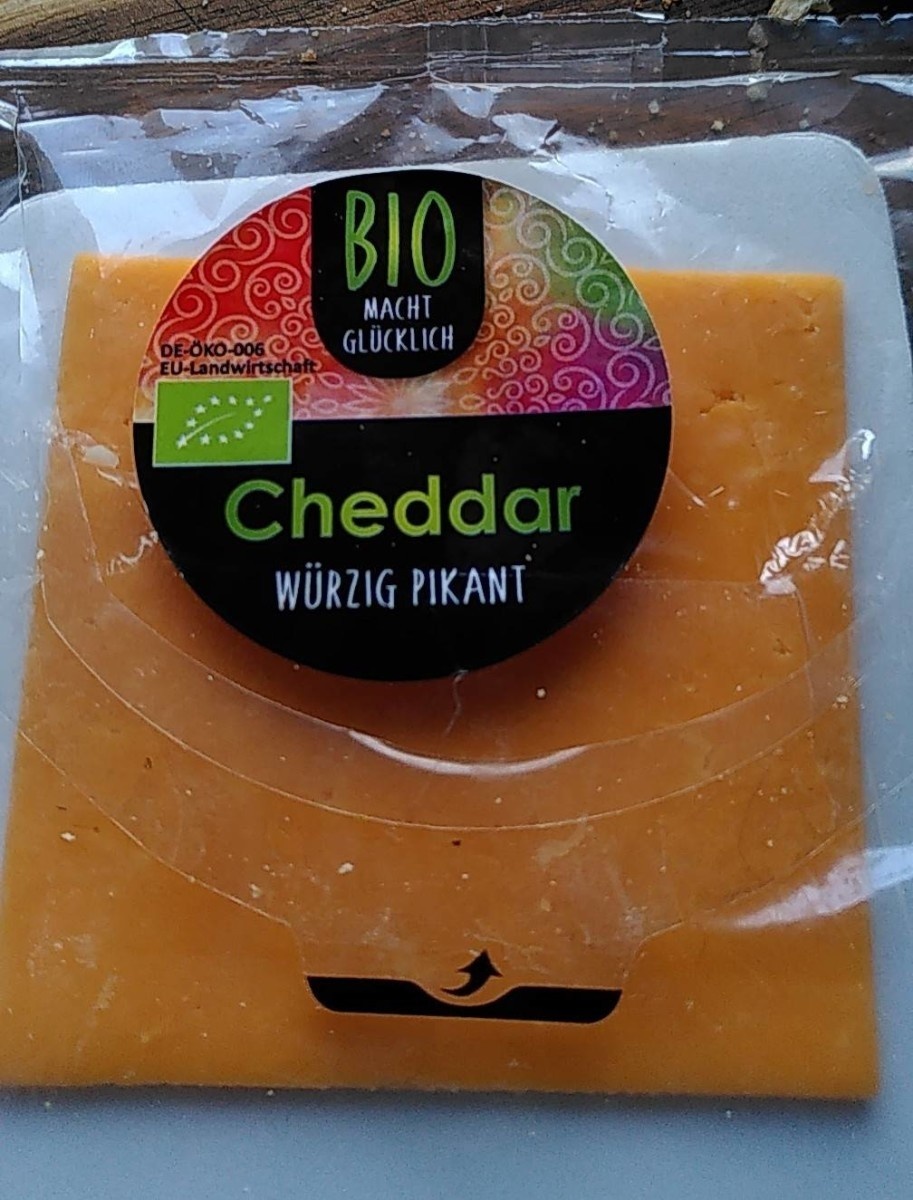 BIO
MACHT
GLÜCKLICH
DE-ÖKO-006
EU-Landwirtschaft
Cheddar
WÜRZIG PIKANT